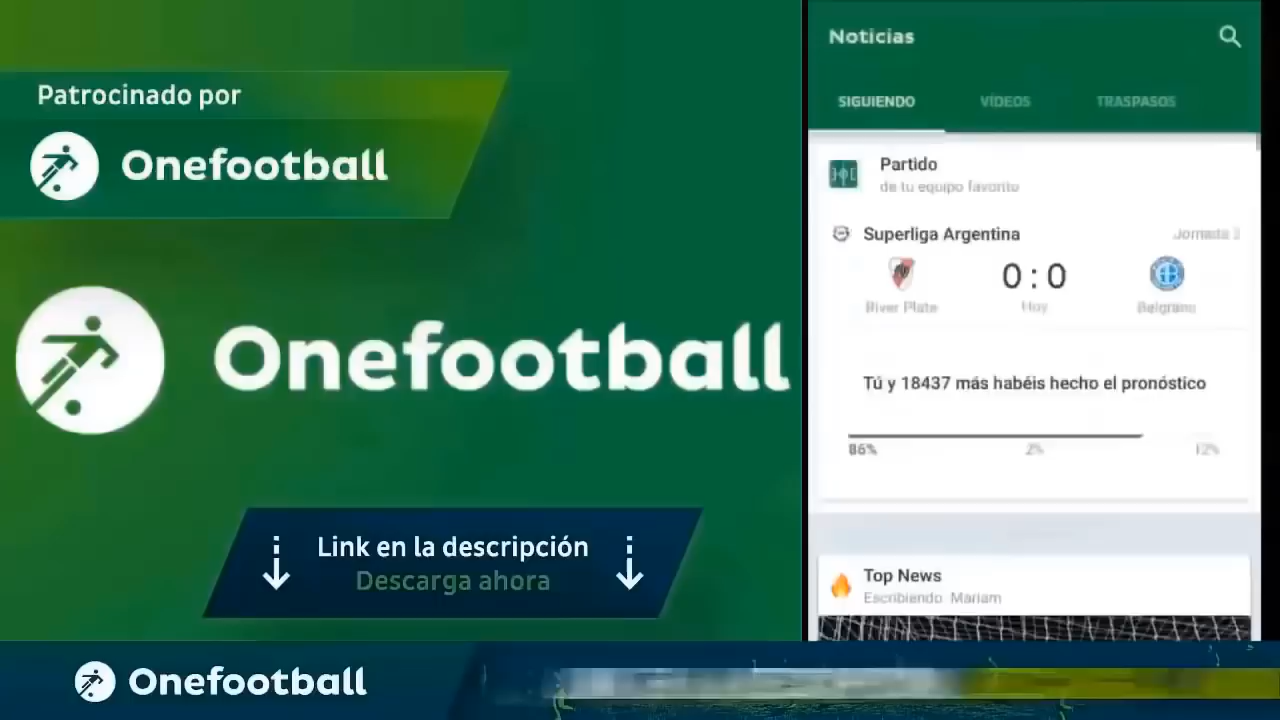 Patrocinado por
Onefootball
Onefootball
Link en la descripción
Descarga ahora
Onefootball
Noticias
SIGUIENDO VÍDEOS TRASPASOS
Partido
de tu equipo favorito
Superliga Argentina Jornada 3
0 : 0
River Plate Hoy Belgrano
Tú y 18437 más habéis hecho el pronóstico
86% 2% 12%
Top News
Escribiendo: Mariam